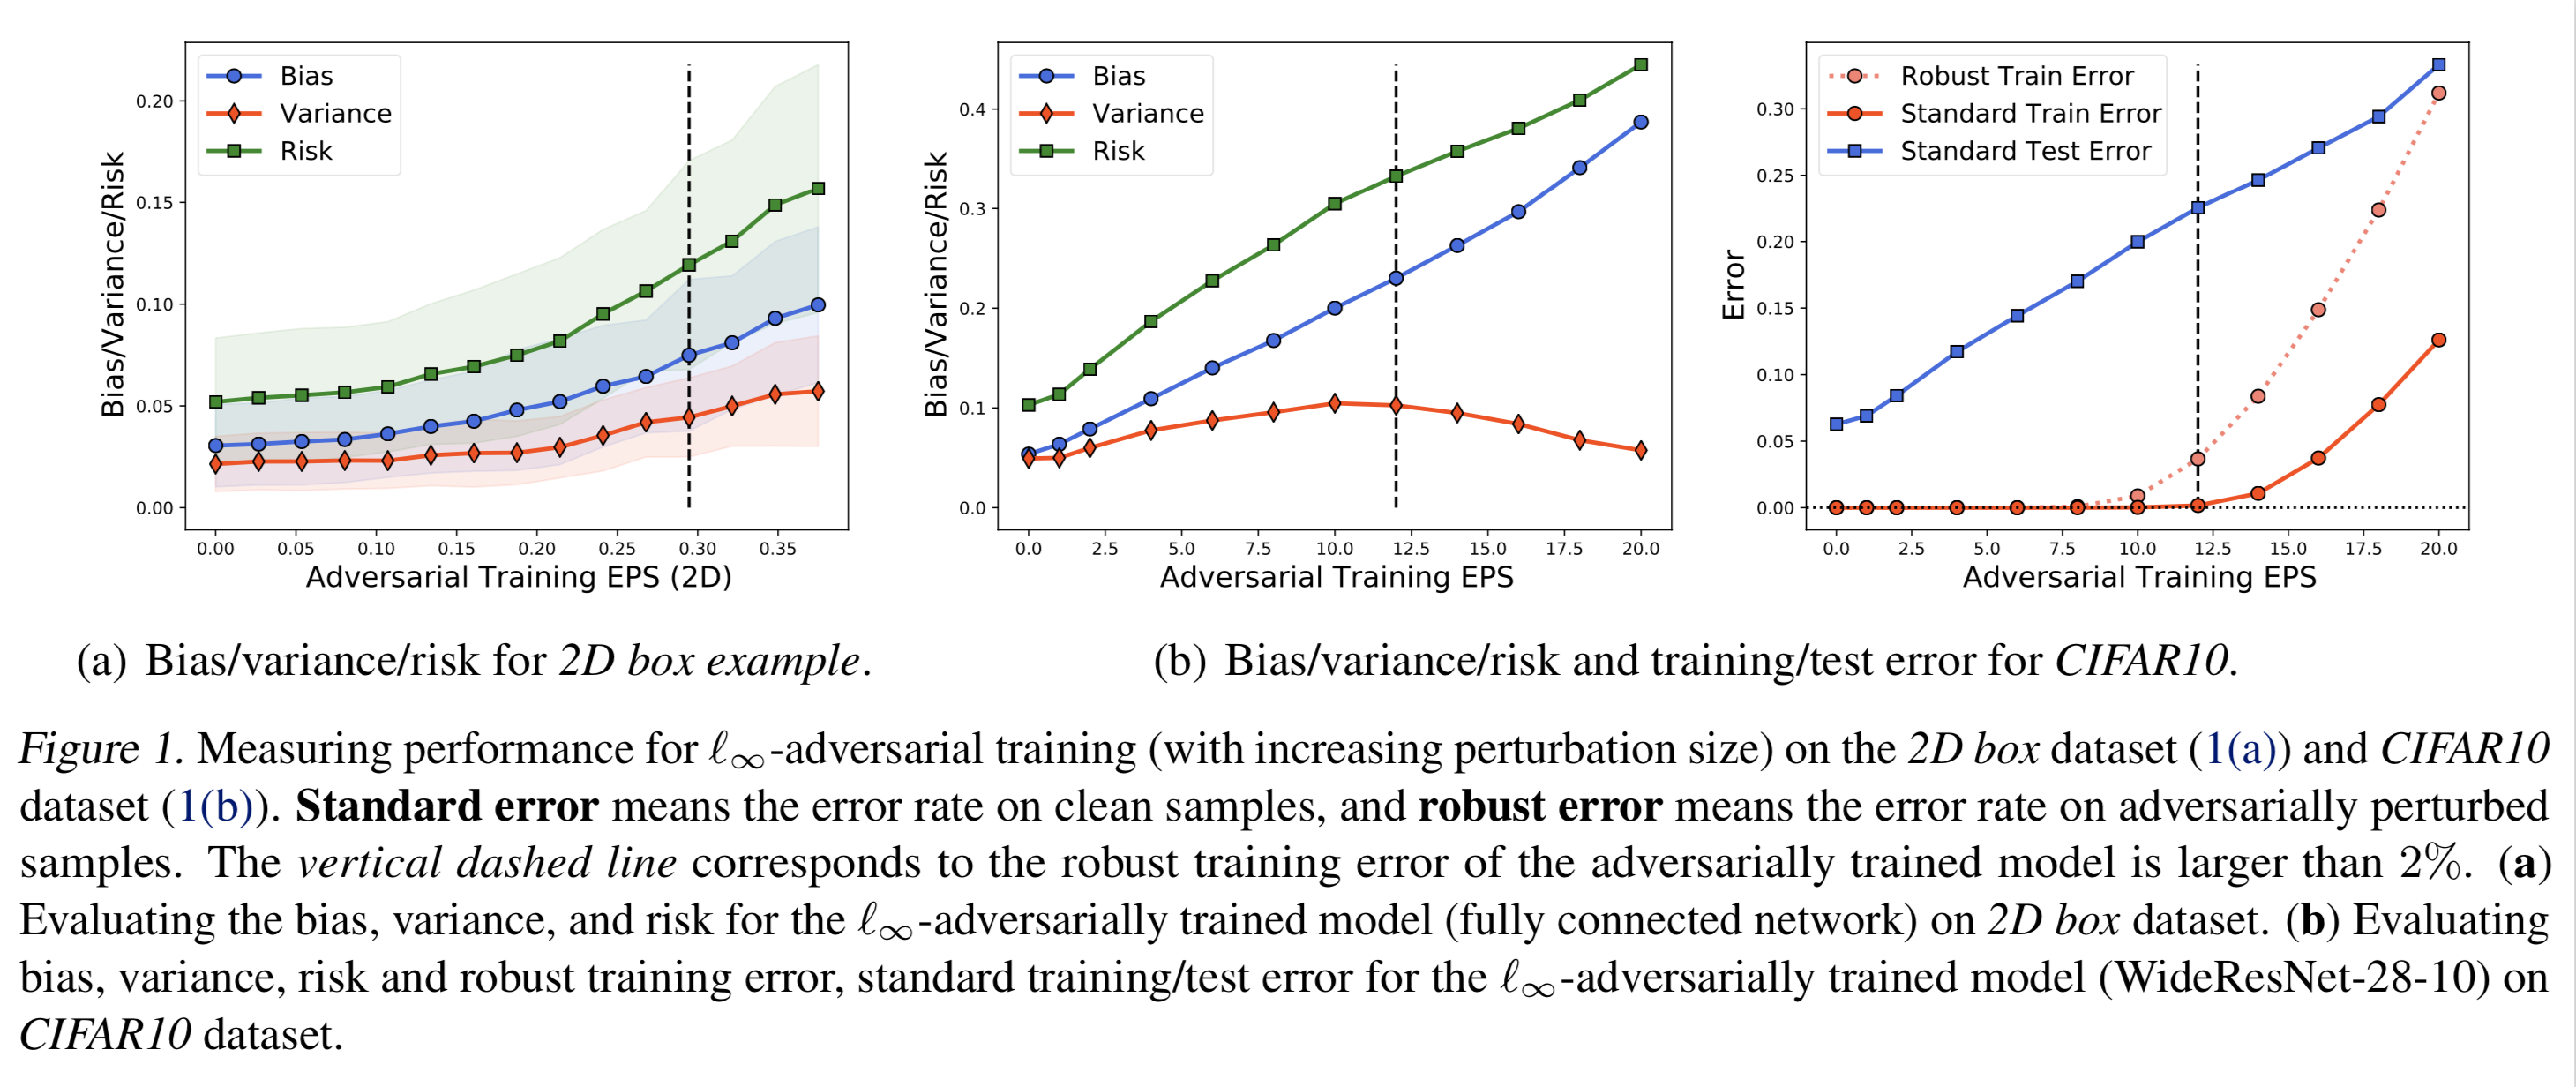 Bias
Variance
Risk
Bias/Variance/Risk
0.20
0.15
0.10
0.05
0.00
0.00 0.05 0.10 0.15 0.20 0.25 0.30 0.35
Adversarial Training EPS (2D)
Bias
Variance
Risk
Bias/Variance/Risk
0.4
0.3
0.2
0.1
0.0
0.0 2.5 5.0 7.5 10.0 12.5 15.0 17.5 20.0
Adversarial Training EPS
Robust Train Error
Standard Train Error
Standard Test Error
Error
0.30
0.25
0.20
0.15
0.10
0.05
0.00
0.0 2.5 5.0 7.5 10.0 12.5 15.0 17.5 20.0
Adversarial Training EPS
(a) Bias/variance/risk for 2D box example.
(b) Bias/variance/risk and training/test error for CIFAR10.
Figure 1. Measuring performance for ℓ∞-adversarial training (with increasing perturbation size) on the 2D box dataset (1(a)) and CIFAR10
dataset (1(b)). Standard error means the error rate on clean samples, and robust error means the error rate on adversarially perturbed
samples. The vertical dashed line corresponds to the robust training error of the adversarially trained model is larger than 2%. (a)
Evaluating the bias, variance, and risk for the ℓ∞-adversarially trained model (fully connected network) on 2D box dataset. (b) Evaluating
bias, variance, risk and robust training error, standard training/test error for the ℓ∞-adversarially trained model (WideResNet-28-10) on
CIFAR10 dataset.